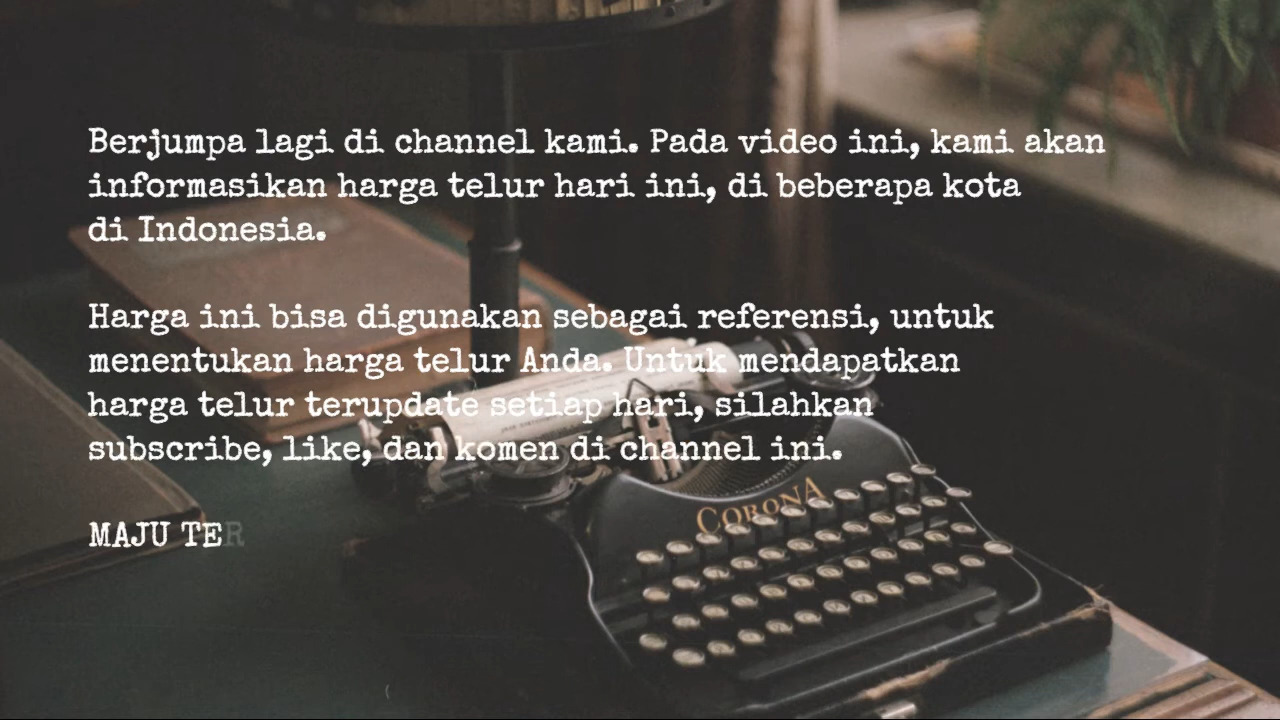 Berjumpa lagi di channel kami. Pada video ini, kami akan
informasikan harga telur hari ini, di beberapa kota
di Indonesia.
Harga ini bisa digunakan sebagai referensi, untuk
menentukan harga telur Anda. Untuk mendapatkan
harga telur terupdate setiap hari, silahkan
subscribe, like, dan komen di channel ini.
MAJU TER
CORONA